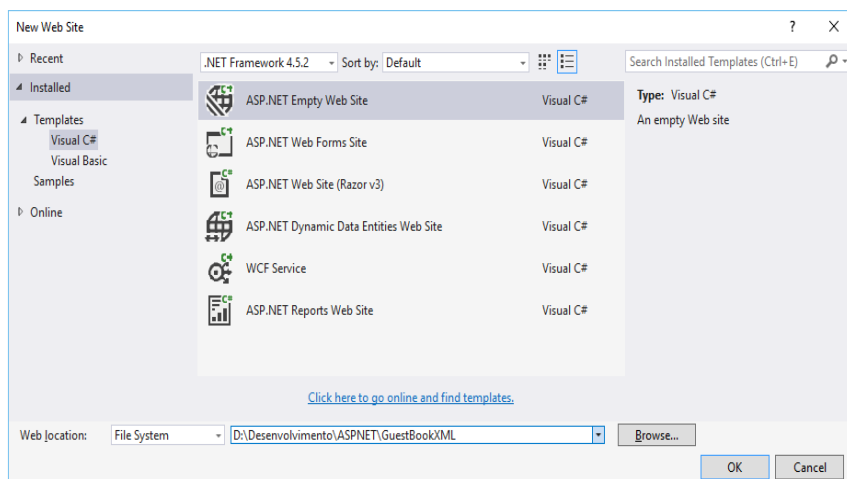 New Web Site
?
Recent
.NET Framework 4.5.2
Sort by:
Default
Search Installed Templates (Ctrl+E)
Installed
Templates
Visual C#
Visual Basic
Samples
Online
ASP.NET Empty Web Site
Visual C#
ASP.NET Web Forms Site
Visual C#
ASP.NET Web Site (Razor v3)
Visual C#
ASP.NET Dynamic Data Entities Web Site
Visual C#
WCF Service
Visual C#
ASP.NET Reports Web Site
Visual C#
Type: Visual C#
An empty Web site
Click here to go online and find templates.
Web location:
File System
D:\Desenvolvimento\ASPNET\GuestBookXML
Browse...
OK
Cancel